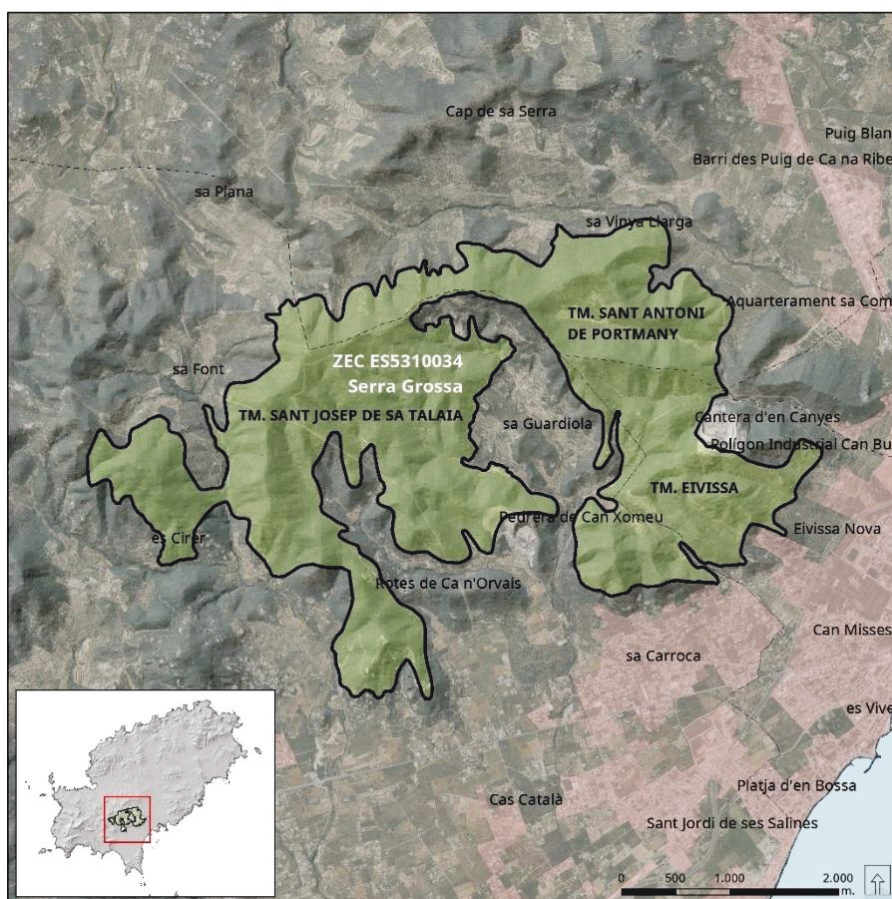 Cap de sa Serra
Puig Blan
Barri des Puig de Ca na Ribe
sa Plana
sa Vinya Llarga
Aquarterament sa Com
TM. SANT ANTONI
DE PORTMANY
ZEC ES5310034
Serra Grossa
sa Font
TM. SANT JOSEP DE SA TALAIA
sa Guardiola
Cantera d'en Canyes
Polígon Industrial Can Bu
TM. EIVISSA
Pedrera de Can Xomeu
Eivissa Nova
es Cirer
Rotes de Ca n'Orvais
Can Misses
sa Carroca
es Vive
Platja d'en Bossa
Cas Català
Sant Jordi de ses Salines
0 500 1.000 2.000
m.